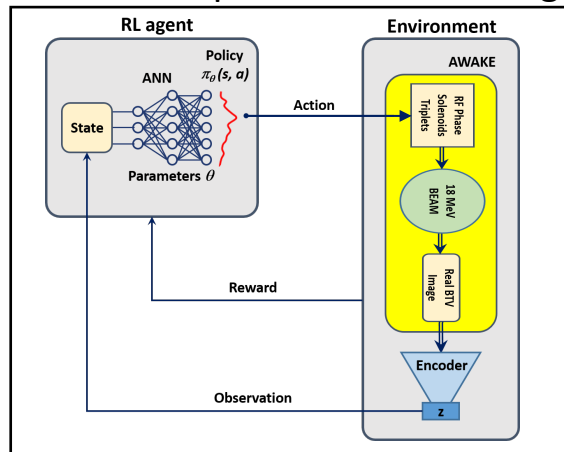 RL agent
Environment
Policy
πθ(s, a)
ANN
State
Parameters θ
Action
AWAKE
RF Phase
Solenoids
Triplets
18 MeV
BEAM
Real BTV
Image
Reward
Encoder
Observation
z